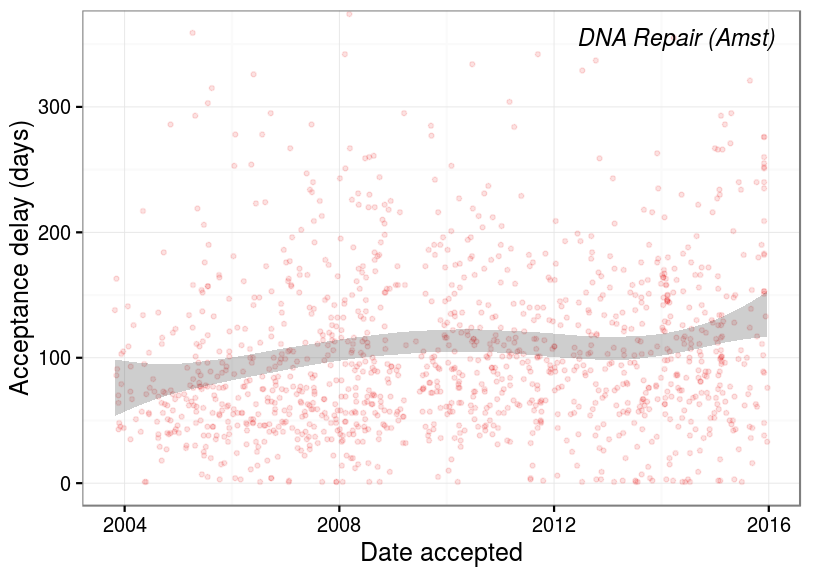 DNA Repair (Amst)
Acceptance delay (days)
300
200
100
0
2004 2008 2012 2016
Date accepted